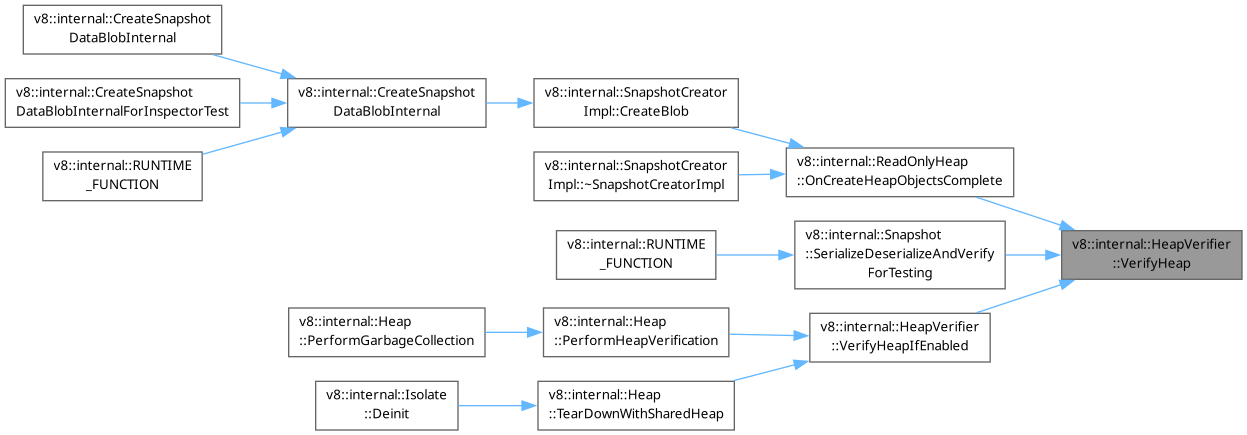 v8::internal::CreateSnapshot
DataBlobInternal
v8::internal::CreateSnapshot
DataBlobInternalForInspectorTest
v8::internal::RUNTIME
_FUNCTION
v8::internal::CreateSnapshot
DataBlobInternal
v8::internal::SnapshotCreator
Impl::CreateBlob
v8::internal::SnapshotCreator
Impl::~SnapshotCreatorImpl
v8::internal::ReadOnlyHeap
::OnCreateHeapObjectsComplete
v8::internal::RUNTIME
_FUNCTION
v8::internal::Snapshot
::SerializeDeserializeAndVerify
ForTesting
v8::internal::HeapVerifier
::VerifyHeap
v8::internal::Heap
::PerformGarbageCollection
v8::internal::Heap
::PerformHeapVerification
v8::internal::HeapVerifier
::VerifyHeapIfEnabled
v8::internal::Isolate
::Deinit
v8::internal::Heap
::TearDownWithSharedHeap